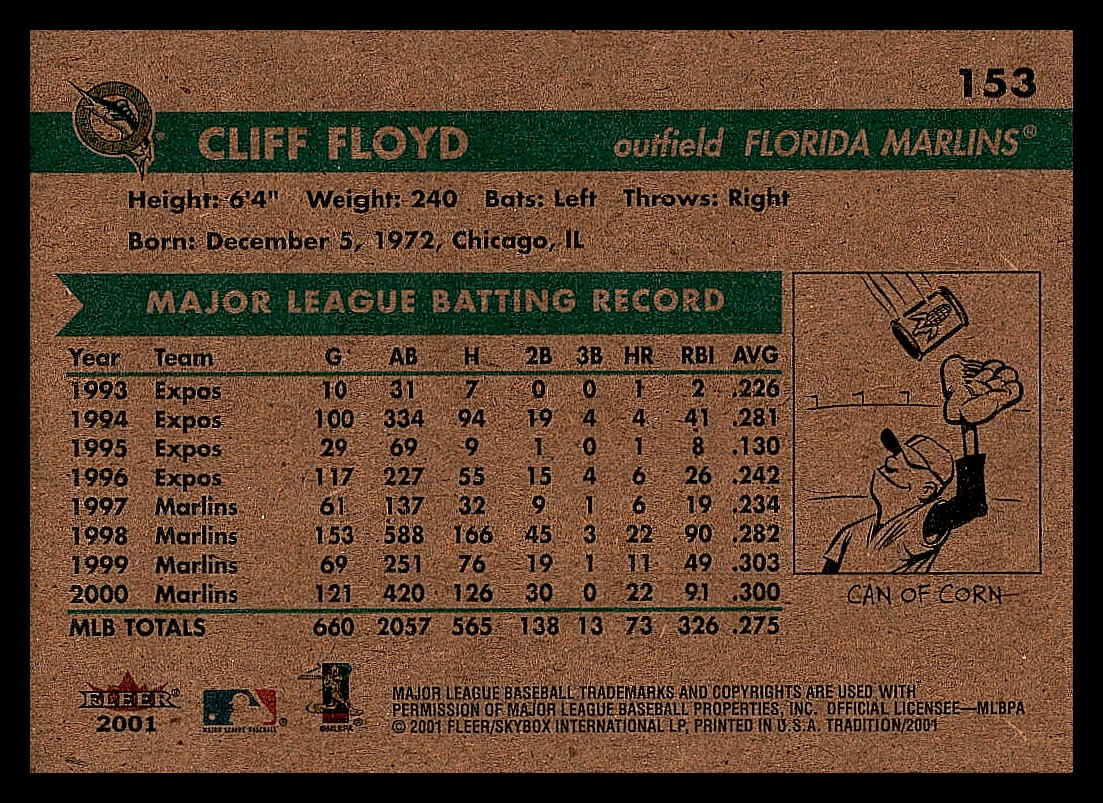 153
CLIFF FLOYD outfield FLORIDA MARLINS®
Height: 6'4" Weight: 240 Bats: Left Throws: Right
Born: December 5, 1972, Chicago, IL
MAJOR LEAGUE BATTING RECORD
Year Team G AB H 2B 3B HR RBI AVG
1993 Expos 10 31 7 0 0 1 2 .226
1994 Expos 100 334 94 19 4 4 41 .281
1995 Expos 29 69 9 1 0 1 8 .130
1996 Expos 117 227 55 15 4 6 26 .242
1997 Marlins 61 137 32 9 1 6 19 .234
1998 Marlins 153 588 166 45 3 22 90 .282
1999 Marlins 69 251 76 19 1 11 49 .303
2000 Marlins 121 420 126 30 0 22 91 .300
MLB TOTALS 660 2057 565 138 13 73 326 .275
CAN OF CORN
FLEER®
2001
MAJOR LEAGUE BASEBALL
©MLBPA
MAJOR LEAGUE BASEBALL TRADEMARKS AND COPYRIGHTS ARE USED WITH
PERMISSION OF MAJOR LEAGUE BASEBALL PROPERTIES, INC. OFFICIAL LICENSEE—MLBPA
© 2001 FLEER/SKYBOX INTERNATIONAL LP, PRINTED IN U.S.A. TRADITION/2001